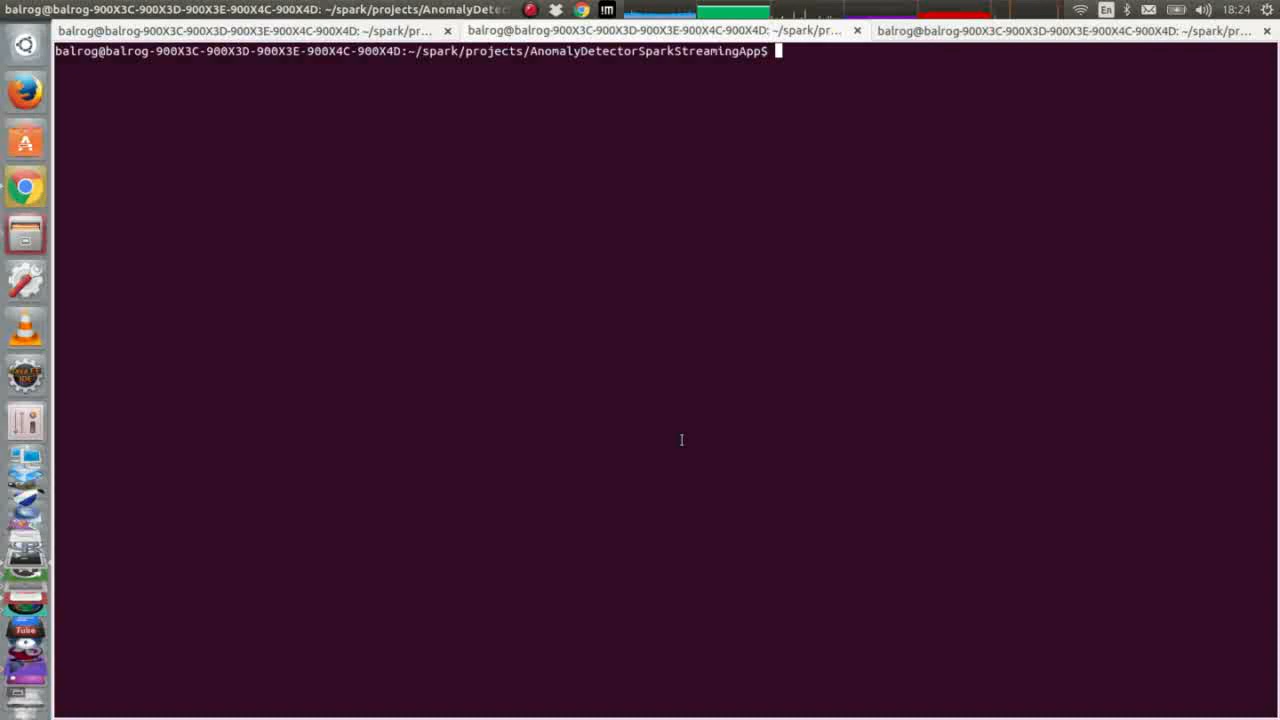 balrog@balrog-900X3C-900X3D-900X3E-900X4C-900X4D: ~/spark/projects/AnomalyDetec
!m
En
18:24
balrog@balrog-900X3C-900X3D-900X3E-900X4C-900X4D: ~/spark/pr...
balrog@balrog-900X3C-900X3D-900X3E-900X4C-900X4D: ~/spark/pr...
balrog@balrog-900X3C-900X3D-900X3E-900X4C-900X4D: ~/spark/pr...
balrog@balrog-900X3C-900X3D-900X3E-900X4C-900X4D:~/spark/projects/AnomalyDetectorSparkStreamingApp$
Tube